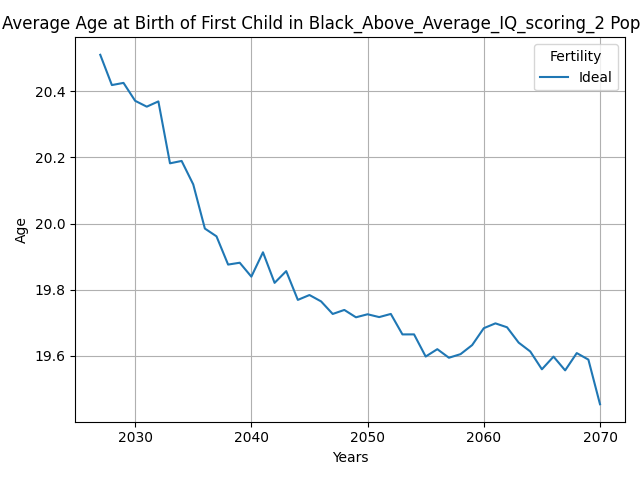 Average Age at Birth of First Child in Black_Above_Average_IQ_scoring_2 Pop
Fertility
Ideal
20.4
20.2
20.0
19.8
19.6
Age
2030 2040 2050 2060 2070
Years